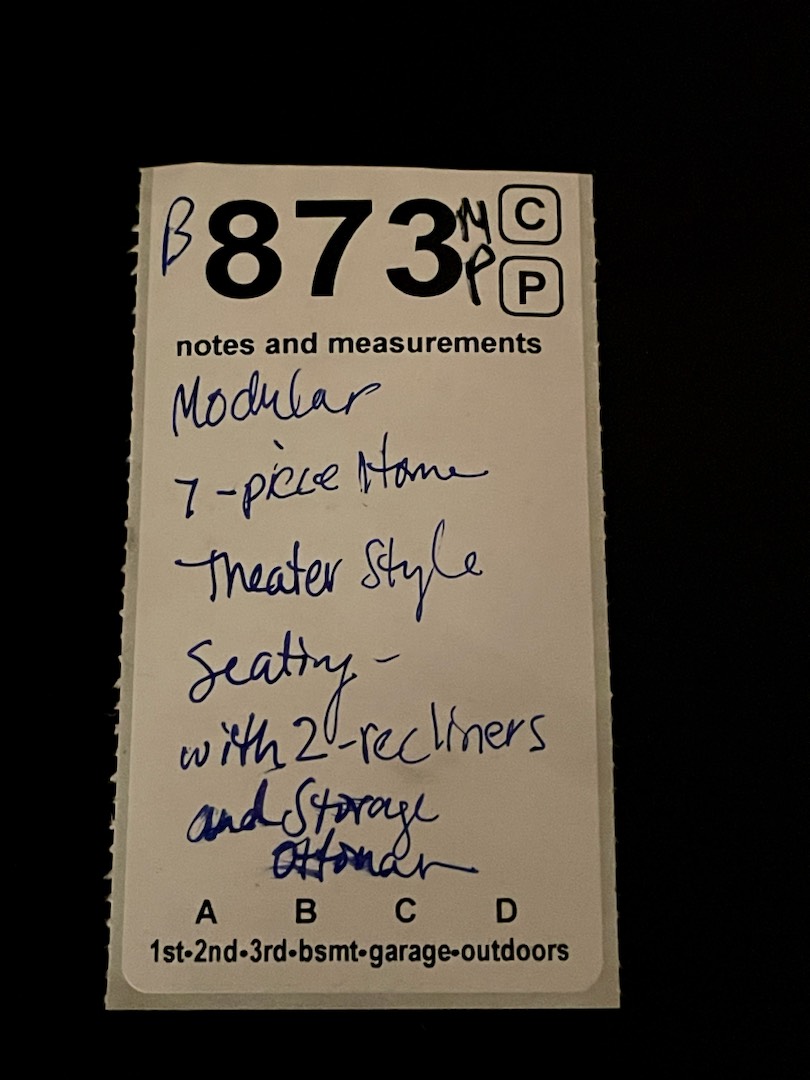 B 873 M C
P P
notes and measurements
Modular
7-piece Home
Theater Style
Seating -
with 2-recliners
and Storage
Ottoman
A B C D
1st•2nd•3rd•bsmt•garage•outdoors